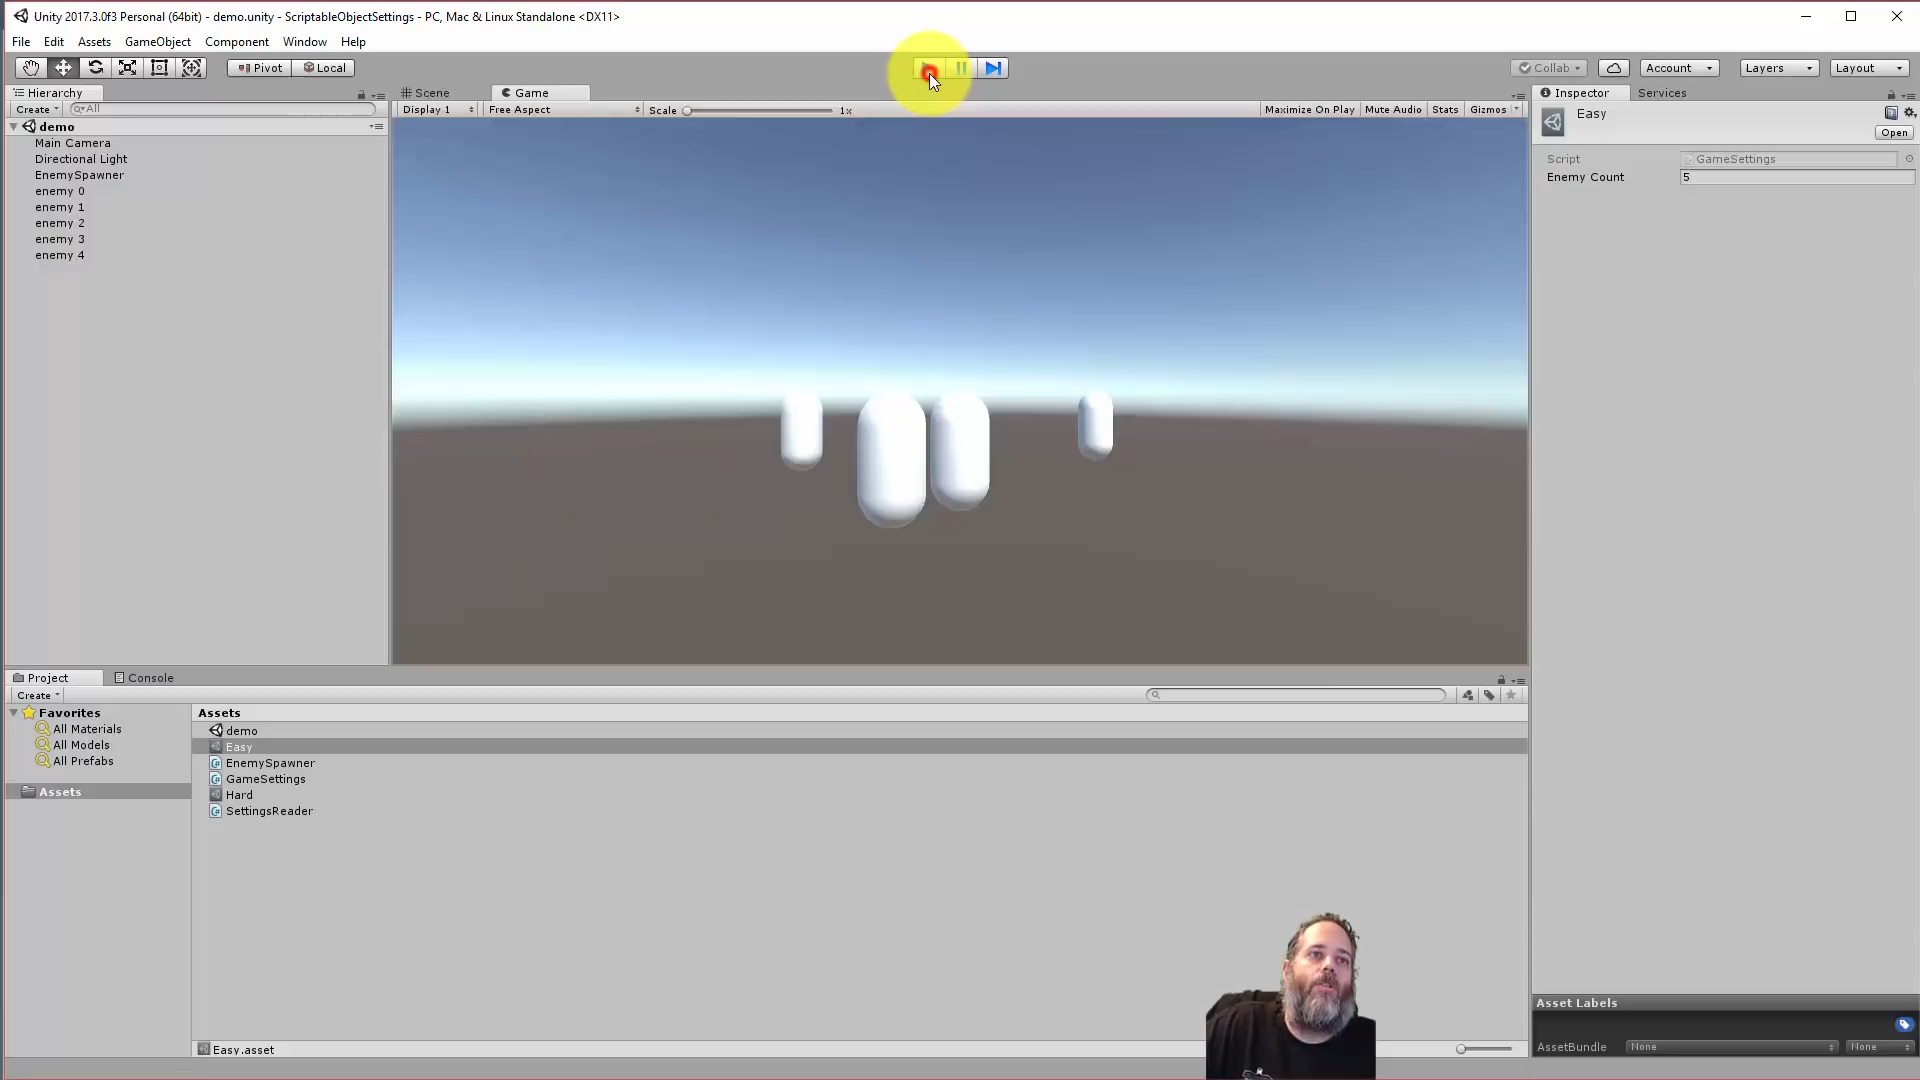 Unity 2017.3.0f3 Personal (64bit) - demo.unity - ScriptableObjectSettings - PC, Mac & Linux Standalone <DX11>
File Edit Assets GameObject Component Window Help
Pivot Local Collab Account Layers Layout
Hierarchy
Create All
demo
Main Camera
Directional Light
EnemySpawner
enemy 0
enemy 1
enemy 2
enemy 3
enemy 4
Scene Game
Display 1 Free Aspect Scale 1x Maximize On Play Mute Audio Stats Gizmos
Inspector Services
Easy
Open
Script GameSettings
Enemy Count 5
Project Console
Create
Favorites
All Materials
All Models
All Prefabs
Assets
Assets
demo
Easy
EnemySpawner
GameSettings
Hard
SettingsReader
Easy.asset
Asset Labels
AssetBundle None None